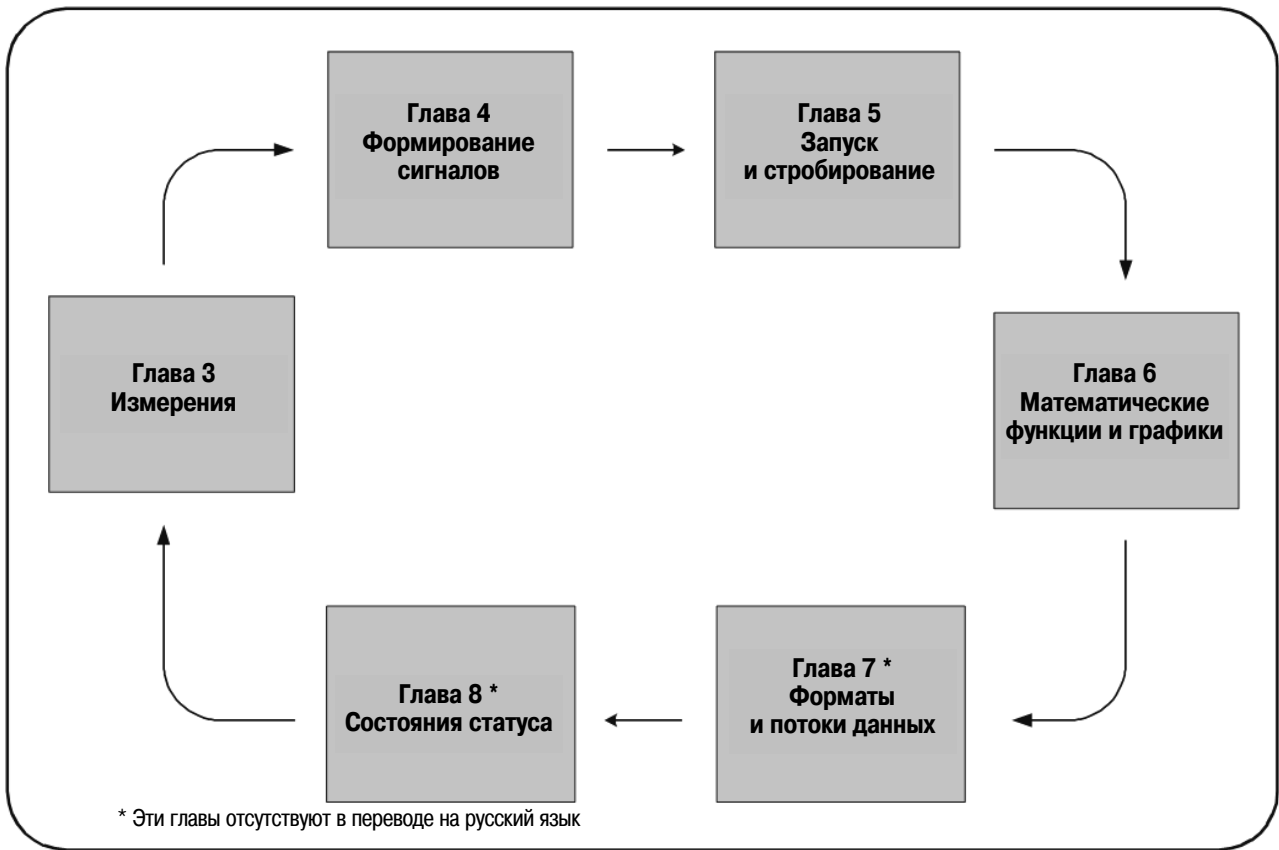 Глава 4
Формирование
сигналов
Глава 5
Запуск
и стробирование
Глава 3
Измерения
Глава 6
Математические
функции и графики
Глава 8 *
Состояния статуса
Глава 7 *
Форматы
и потоки данных
* Эти главы отсутствуют в переводе на русский язык